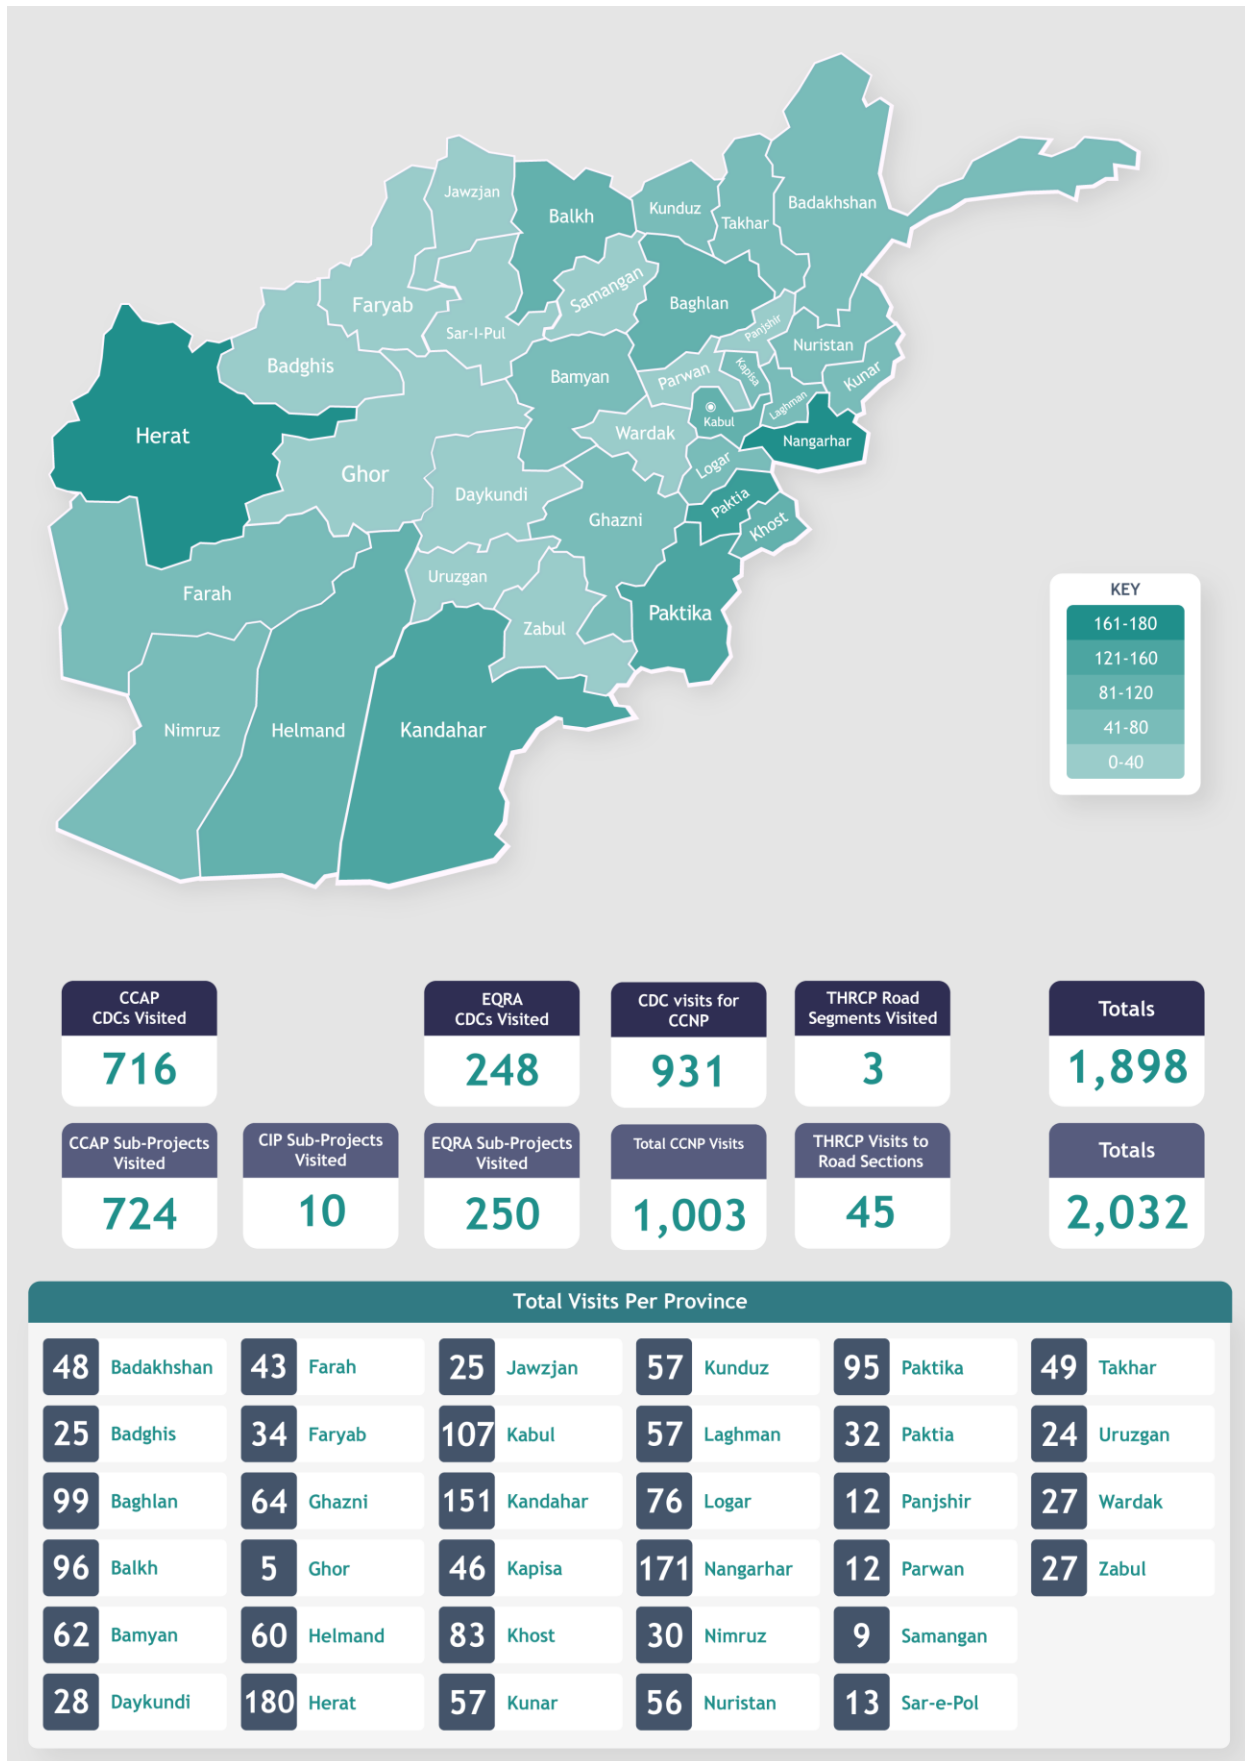 Jawzjan
Balkh
Kunduz
Takhar
Badakhshan
Samangan
Baghlan
Faryab
Sar-I-Pul
Panjshir
Nuristan
Badghis
Bamyan
Parwan
Kapisa
Kunar
Laghman
Herat
Wardak
Kabul
Nangarhar
Ghor
Logar
Daykundi
Paktia
Ghazni
Khost
Uruzgan
Farah
Paktika
Zabul
Nimruz
Helmand
Kandahar
KEY
161-180
121-160
81-120
41-80
0-40
CCAP
CDCs Visited
716
EQRA
CDCs Visited
248
CDC visits for
CCNP
931
THRCP Road
Segments Visited
3
Totals
1,898
CCAP Sub-Projects
Visited
724
CIP Sub-Projects
Visited
10
EQRA Sub-Projects
Visited
250
Total CCNP Visits
1,003
THRCP Visits to
Road Sections
45
Totals
2,032
Total Visits Per Province
48 Badakhshan
43 Farah
25 Jawzjan
57 Kunduz
95 Paktika
49 Takhar
25 Badghis
34 Faryab
107 Kabul
57 Laghman
32 Paktia
24 Uruzgan
99 Baghlan
64 Ghazni
151 Kandahar
76 Logar
12 Panjshir
27 Wardak
96 Balkh
5 Ghor
46 Kapisa
171 Nangarhar
12 Parwan
27 Zabul
62 Bamyan
60 Helmand
83 Khost
30 Nimruz
9 Samangan
28 Daykundi
180 Herat
57 Kunar
56 Nuristan
13 Sar-e-Pol